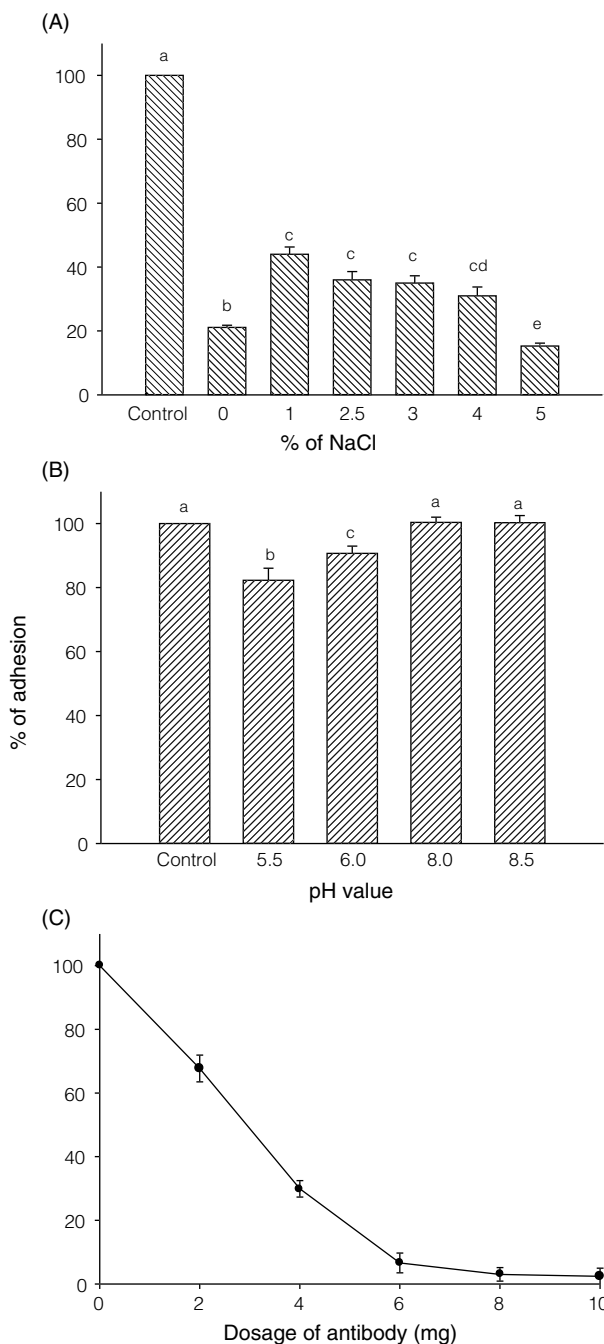 (A)
100
80
60
40
20
0
a
b
c
c
c
cd
e
Control 0 1 2.5 3 4 5
% of NaCl
(B)
% of adhesion
100
80
60
40
20
0
a
b
c
a
a
Control 5.5 6.0 8.0 8.5
pH value
(C)
100
80
60
40
20
0
0 2 4 6 8 10
Dosage of antibody (mg)